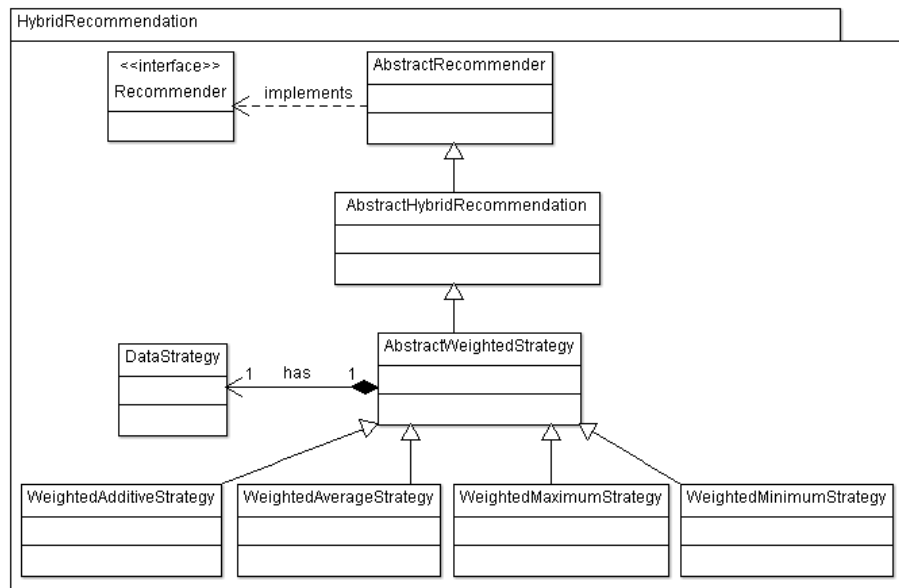 HybridRecommendation
<<interface>>
Recommender
implements
AbstractRecommender
AbstractHybridRecommendation
AbstractWeightedStrategy
DataStrategy
1 has 1
WeightedAdditiveStrategy
WeightedAverageStrategy
WeightedMaximumStrategy
WeightedMinimumStrategy